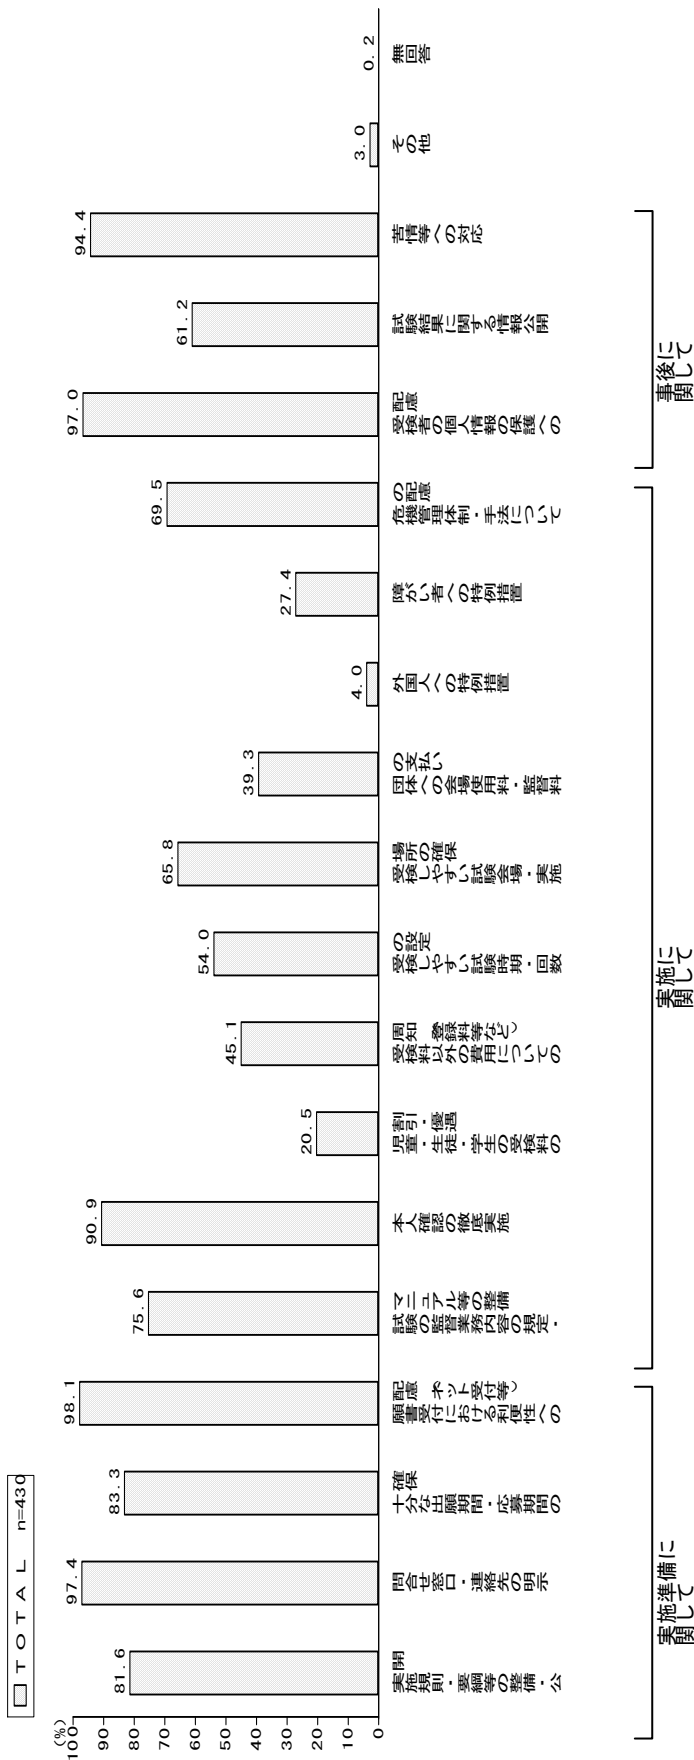 TOTAL n=430
(%)
100
90
80
70
60
50
40
30
20
10
0
81.6
97.4
83.3
98.1
75.6
90.9
20.5
45.1
54.0
65.8
39.3
4.0
27.4
69.5
97.0
61.2
94.4
3.0
0.2
実施規則・要綱等の整備・公
開
問合せ窓口・連絡先の明示
十分な出願期間・応募期間の
確保
願書受付における利便性への
配慮 ネット受付等)
試験の監督業務内容の規定・
マニュアル等の整備
本人確認の徹底実施
児童・生徒・学生の受検料の
割引・優遇
受検料以外の費用についての
周知 登録料等など)
受検しやすい試験時期・回数
の設定
受検しやすい試験会場・実施
場所の確保
団体への会場使用料・監督料
の支払い
外国人への特例措置
障がい者への特例措置
危機管理体制・手法について
の配慮
受検者の個人情報の保護への
配慮
試験結果に関する情報公開
苦情等への対応
その他
無回答
実施準備に
関して
実施に
関して
事後に
関して